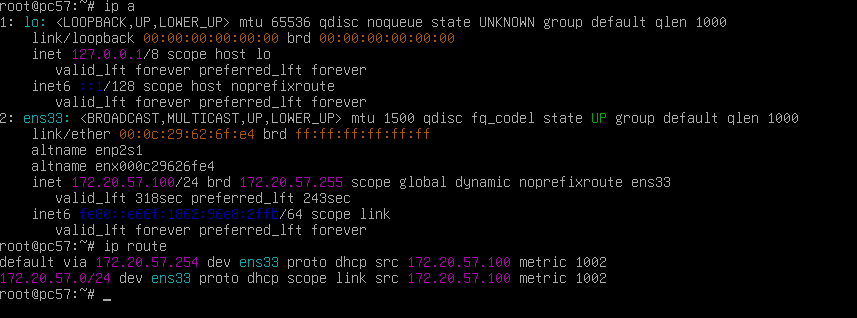 root@pc57:~# ip a
1: lo: <LOOPBACK,UP,LOWER_UP> mtu 65536 qdisc noqueue state UNKNOWN group default qlen 1000
    link/loopback 00:00:00:00:00:00 brd 00:00:00:00:00:00
    inet 127.0.0.1/8 scope host lo
       valid_lft forever preferred_lft forever
    inet6 ::1/128 scope host noprefixroute
       valid_lft forever preferred_lft forever
2: ens33: <BROADCAST,MULTICAST,UP,LOWER_UP> mtu 1500 qdisc fq_codel state UP group default qlen 1000
    link/ether 00:0c:29:62:6f:e4 brd ff:ff:ff:ff:ff:ff
    altname enp2s1
    altname enx000c29626fe4
    inet 172.20.57.100/24 brd 172.20.57.255 scope global dynamic noprefixroute ens33
       valid_lft 318sec preferred_lft 243sec
    inet6 fe80::e66f:1862:96e8:2ffb/64 scope link
       valid_lft forever preferred_lft forever
root@pc57:~# ip route
default via 172.20.57.254 dev ens33 proto dhcp src 172.20.57.100 metric 1002
172.20.57.0/24 dev ens33 proto dhcp scope link src 172.20.57.100 metric 1002
root@pc57:~# _